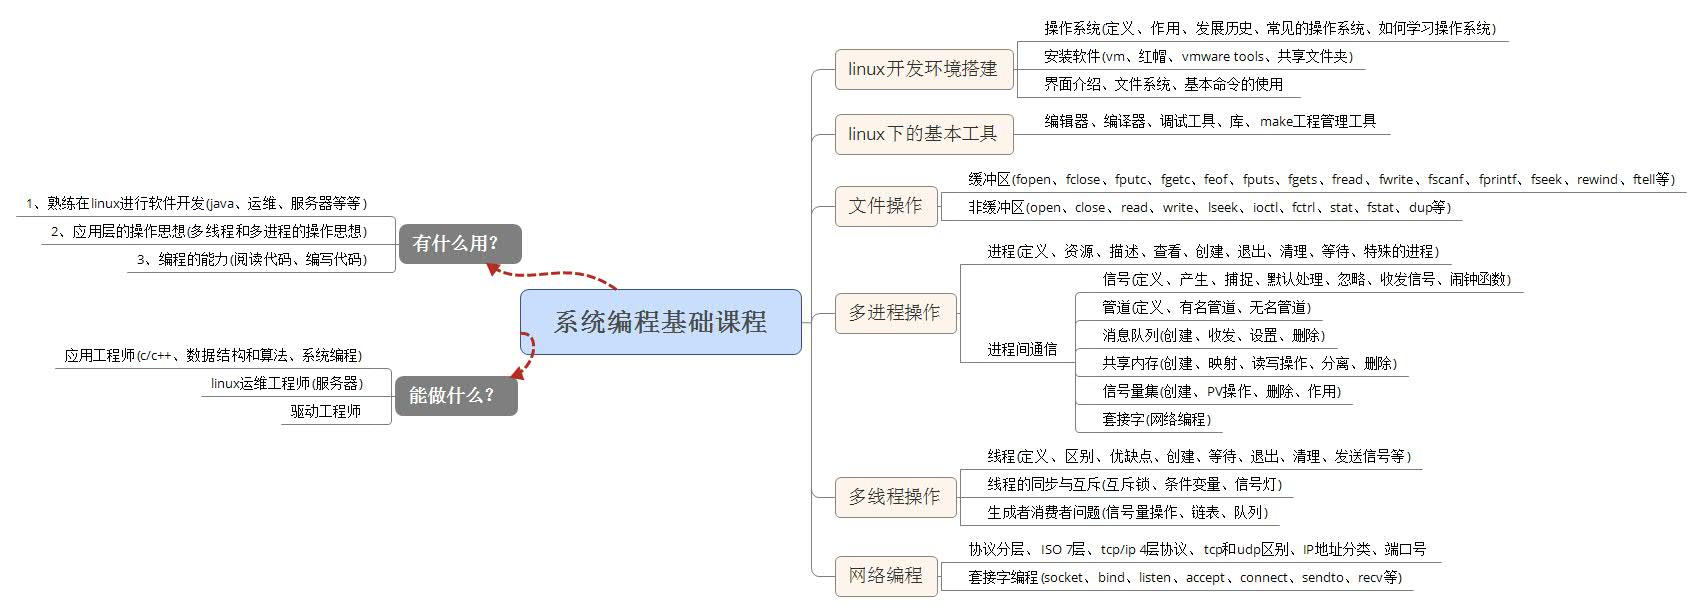 系统编程基础课程
有什么用？
1、熟练在linux进行软件开发(java、运维、服务器等等)
2、应用层的操作思想(多线程和多进程的操作思想)
3、编程的能力(阅读代码、编写代码)
能做什么？
应用工程师(c/c++、数据结构和算法、系统编程)
linux运维工程师(服务器)
驱动工程师
linux开发环境搭建
操作系统(定义、作用、发展历史、常见的操作系统、如何学习操作系统)
安装软件(vm、红帽、vmware tools、共享文件夹)
界面介绍、文件系统、基本命令的使用
linux下的基本工具
编辑器、编译器、调试工具、库、make工程管理工具
文件操作
缓冲区(fopen、fclose、fputc、fgetc、feof、fputs、fgets、fread、fwrite、fscanf、fprintf、fseek、rewind、ftell等)
非缓冲区(open、close、read、write、lseek、ioctl、fctrl、stat、fstat、dup等)
多进程操作
进程(定义、资源、描述、查看、创建、退出、清理、等待、特殊的进程)
进程间通信
信号(定义、产生、捕捉、默认处理、忽略、收发信号、闹钟函数)
管道(定义、有名管道、无名管道)
消息队列(创建、收发、设置、删除)
共享内存(创建、映射、读写操作、分离、删除)
信号量集(创建、PV操作、删除、作用)
套接字(网络编程)
多线程操作
线程(定义、区别、优缺点、创建、等待、退出、清理、发送信号等)
线程的同步与互斥(互斥锁、条件变量、信号灯)
生成者消费者问题(信号量操作、链表、队列)
网络编程
协议分层、ISO 7层、tcp/ip 4层协议、tcp和udp区别、IP地址分类、端口号
套接字编程(socket、bind、listen、accept、connect、sendto、recv等)